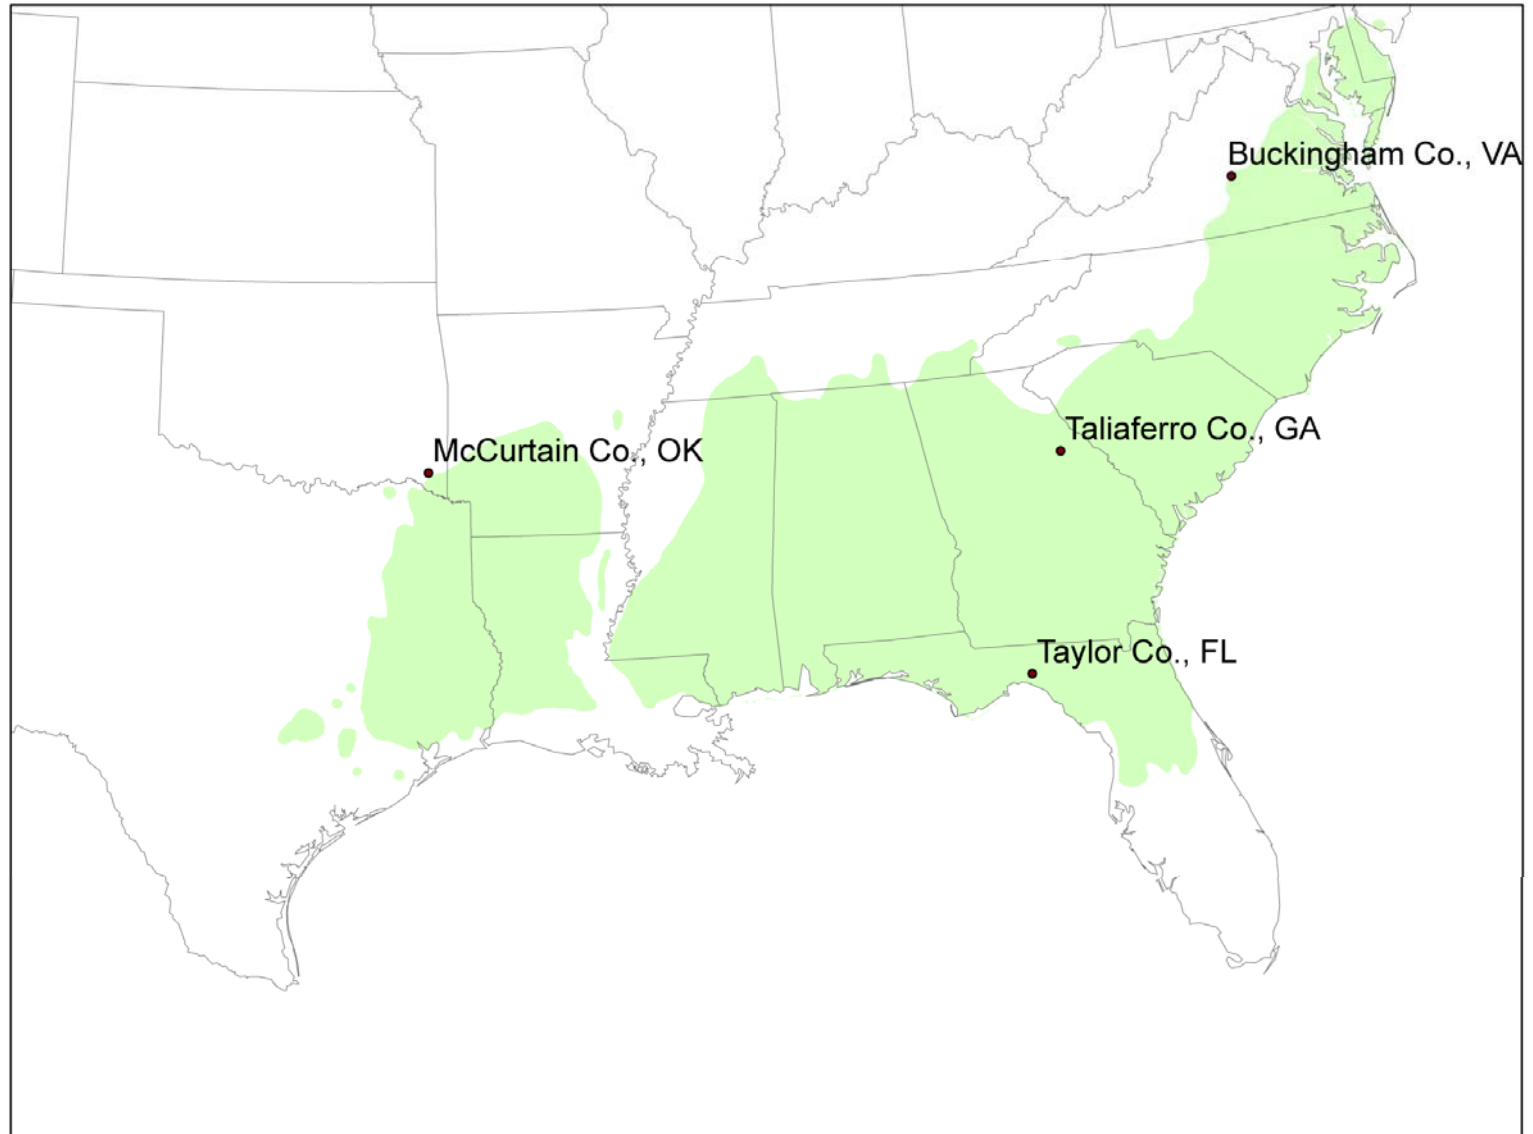 Buckingham Co., VA
Taliaferro Co., GA
McCurtain Co., OK
Taylor Co., FL